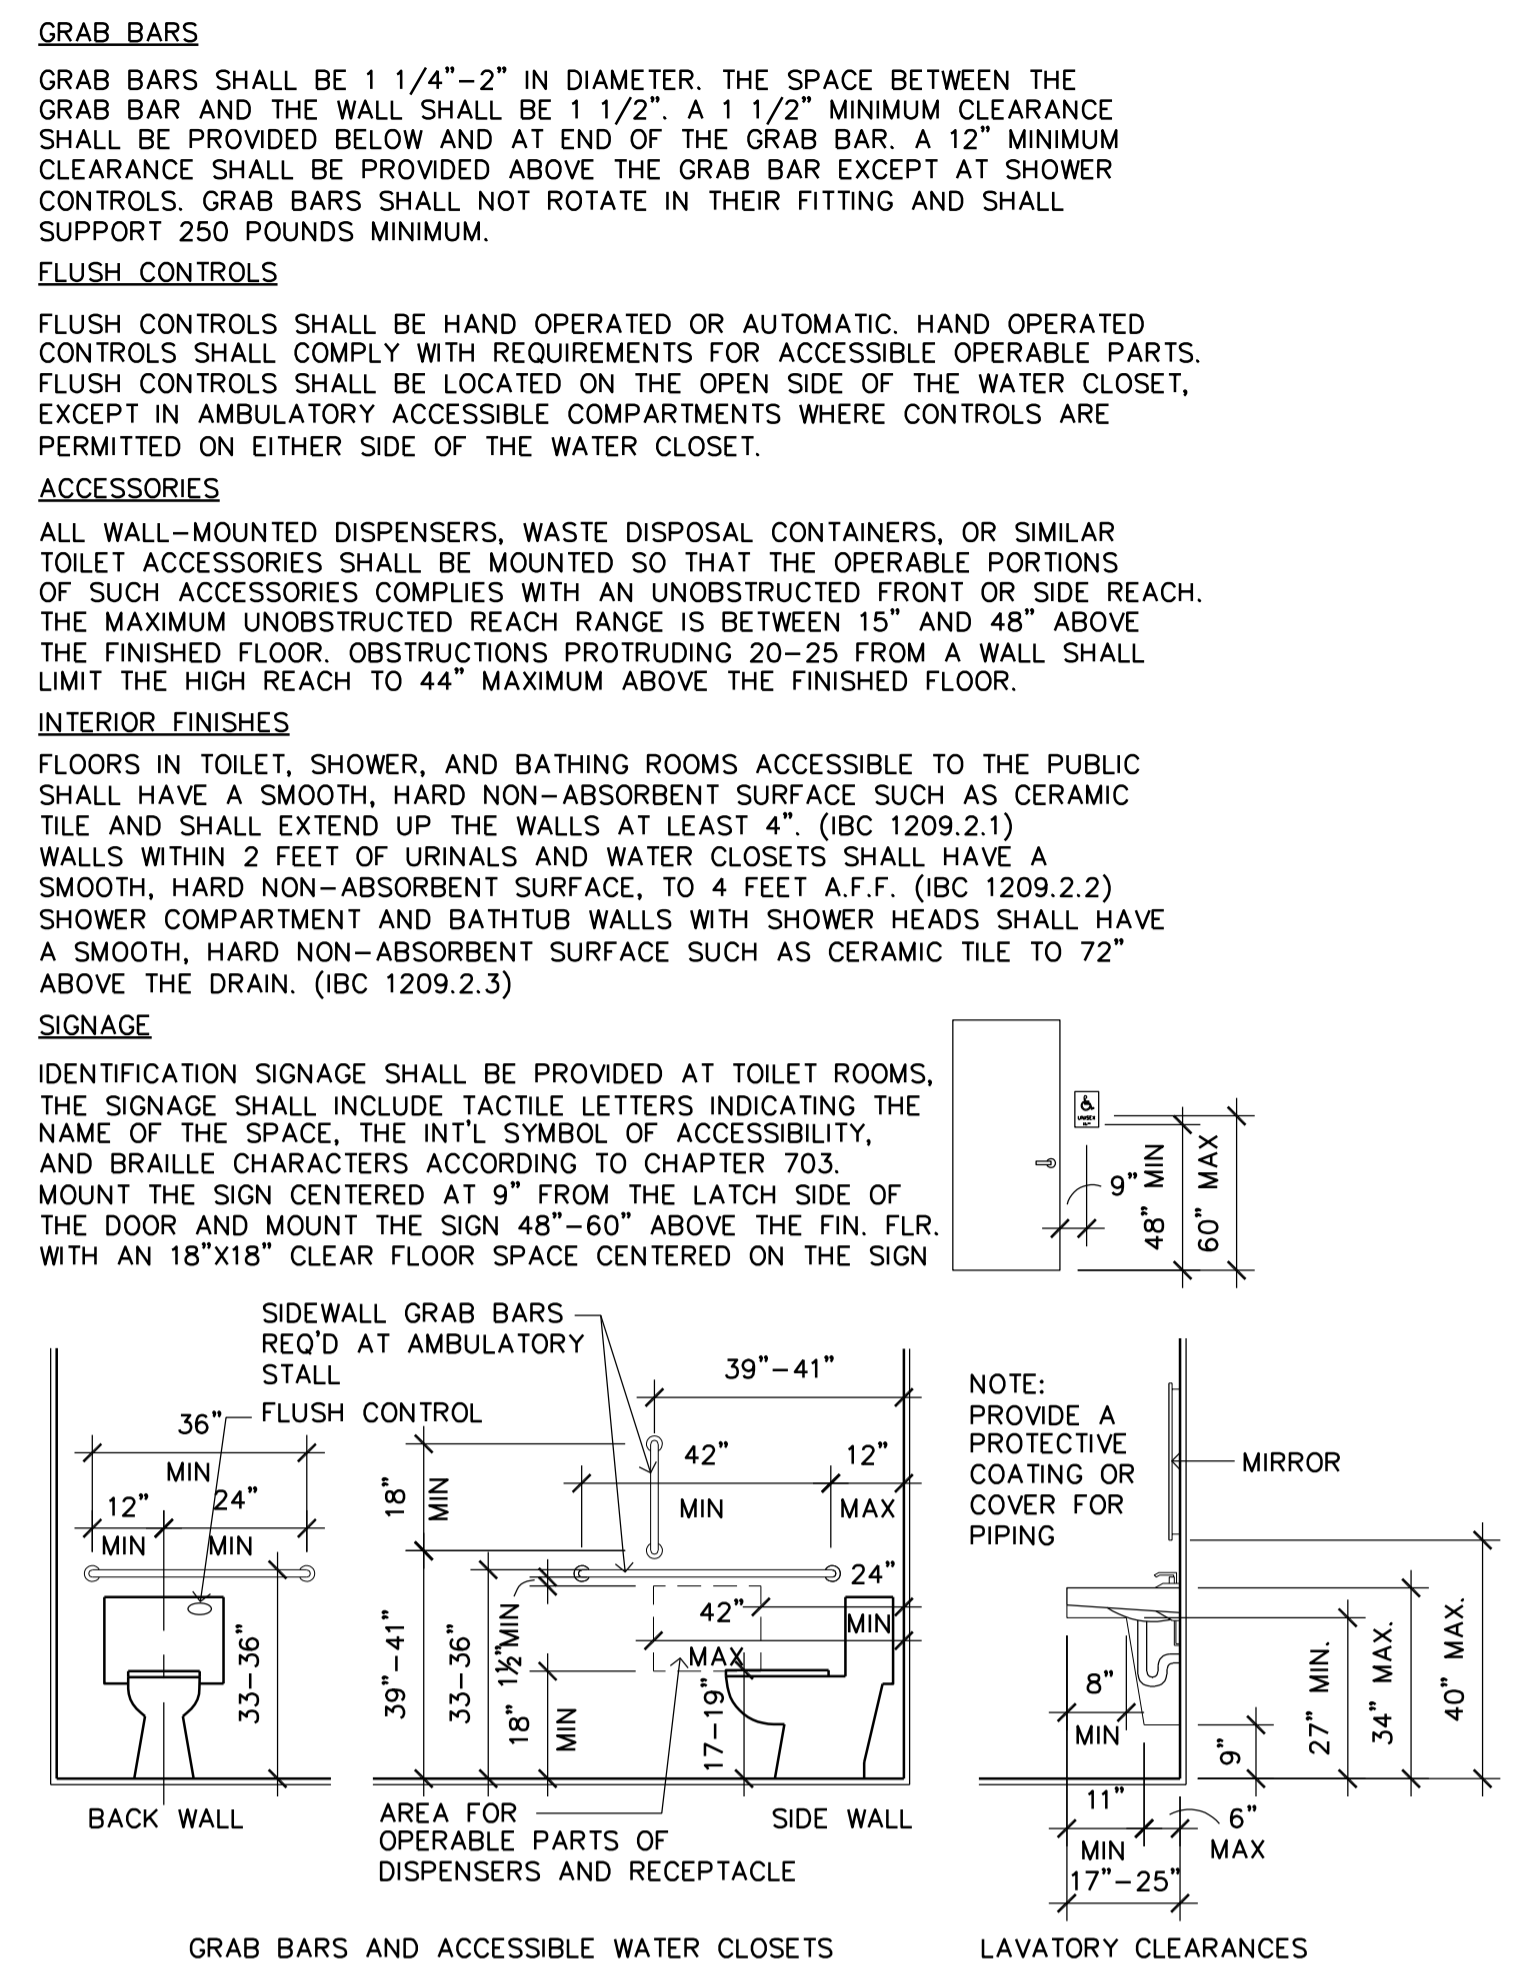 GRAB BARS
GRAB BARS SHALL BE 1 1/4"-2" IN DIAMETER. THE SPACE BETWEEN THE
GRAB BAR AND THE WALL SHALL BE 1 1/2". A 1 1/2" MINIMUM CLEARANCE
SHALL BE PROVIDED BELOW AND AT END OF THE GRAB BAR. A 12" MINIMUM
CLEARANCE SHALL BE PROVIDED ABOVE THE GRAB BAR EXCEPT AT SHOWER
CONTROLS. GRAB BARS SHALL NOT ROTATE IN THEIR FITTING AND SHALL
SUPPORT 250 POUNDS MINIMUM.
FLUSH CONTROLS
FLUSH CONTROLS SHALL BE HAND OPERATED OR AUTOMATIC. HAND OPERATED
CONTROLS SHALL COMPLY WITH REQUIREMENTS FOR ACCESSIBLE OPERABLE PARTS.
FLUSH CONTROLS SHALL BE LOCATED ON THE OPEN SIDE OF THE WATER CLOSET,
EXCEPT IN AMBULATORY ACCESSIBLE COMPARTMENTS WHERE CONTROLS ARE
PERMITTED ON EITHER SIDE OF THE WATER CLOSET.
ACCESSORIES
ALL WALL-MOUNTED DISPENSERS, WASTE DISPOSAL CONTAINERS, OR SIMILAR
TOILET ACCESSORIES SHALL BE MOUNTED SO THAT THE OPERABLE PORTIONS
OF SUCH ACCESSORIES COMPLIES WITH AN UNOBSTRUCTED FRONT OR SIDE REACH.
THE MAXIMUM UNOBSTRUCTED REACH RANGE IS BETWEEN 15" AND 48" ABOVE
THE FINISHED FLOOR. OBSTRUCTIONS PROTRUDING 20-25 FROM A WALL SHALL
LIMIT THE HIGH REACH TO 44" MAXIMUM ABOVE THE FINISHED FLOOR.
INTERIOR FINISHES
FLOORS IN TOILET, SHOWER, AND BATHING ROOMS ACCESSIBLE TO THE PUBLIC
SHALL HAVE A SMOOTH, HARD NON-ABSORBENT SURFACE SUCH AS CERAMIC
TILE AND SHALL EXTEND UP THE WALLS AT LEAST 4". (IBC 1209.2.1)
WALLS WITHIN 2 FEET OF URINALS AND WATER CLOSETS SHALL HAVE A
SMOOTH, HARD NON-ABSORBENT SURFACE, TO 4 FEET A.F.F. (IBC 1209.2.2)
SHOWER COMPARTMENT AND BATHTUB WALLS WITH SHOWER HEADS SHALL HAVE
A SMOOTH, HARD NON-ABSORBENT SURFACE SUCH AS CERAMIC TILE TO 72"
ABOVE THE DRAIN. (IBC 1209.2.3)
SIGNAGE
IDENTIFICATION SIGNAGE SHALL BE PROVIDED AT TOILET ROOMS,
THE SIGNAGE SHALL INCLUDE TACTILE LETTERS INDICATING THE
NAME OF THE SPACE, THE INT'L SYMBOL OF ACCESSIBILITY,
AND BRAILLE CHARACTERS ACCORDING TO CHAPTER 703.
MOUNT THE SIGN CENTERED AT 9" FROM THE LATCH SIDE OF
THE DOOR AND MOUNT THE SIGN 48"-60" ABOVE THE FIN. FLR.
WITH AN 18"X18" CLEAR FLOOR SPACE CENTERED ON THE SIGN
UNISEX
9"
48" MIN
60" MAX
SIDEWALL GRAB BARS
REQ'D AT AMBULATORY
STALL
FLUSH CONTROL
36"
MIN
12"
MIN
24"
MIN
33-36"
BACK WALL
39"-41"
42"
MIN
12"
MAX
18"
MIN
39"-41"
33-36"
1½" MIN
18"
MIN
24"
MIN
42"
MAX
17-19"
AREA FOR
OPERABLE PARTS OF
DISPENSERS AND RECEPTACLE
SIDE WALL
GRAB BARS AND ACCESSIBLE WATER CLOSETS
NOTE:
PROVIDE A
PROTECTIVE
COATING OR
COVER FOR
PIPING
MIRROR
8"
MIN
9"
27" MIN.
34" MAX.
40" MAX.
11"
MIN
6"
MAX
17"-25"
LAVATORY CLEARANCES